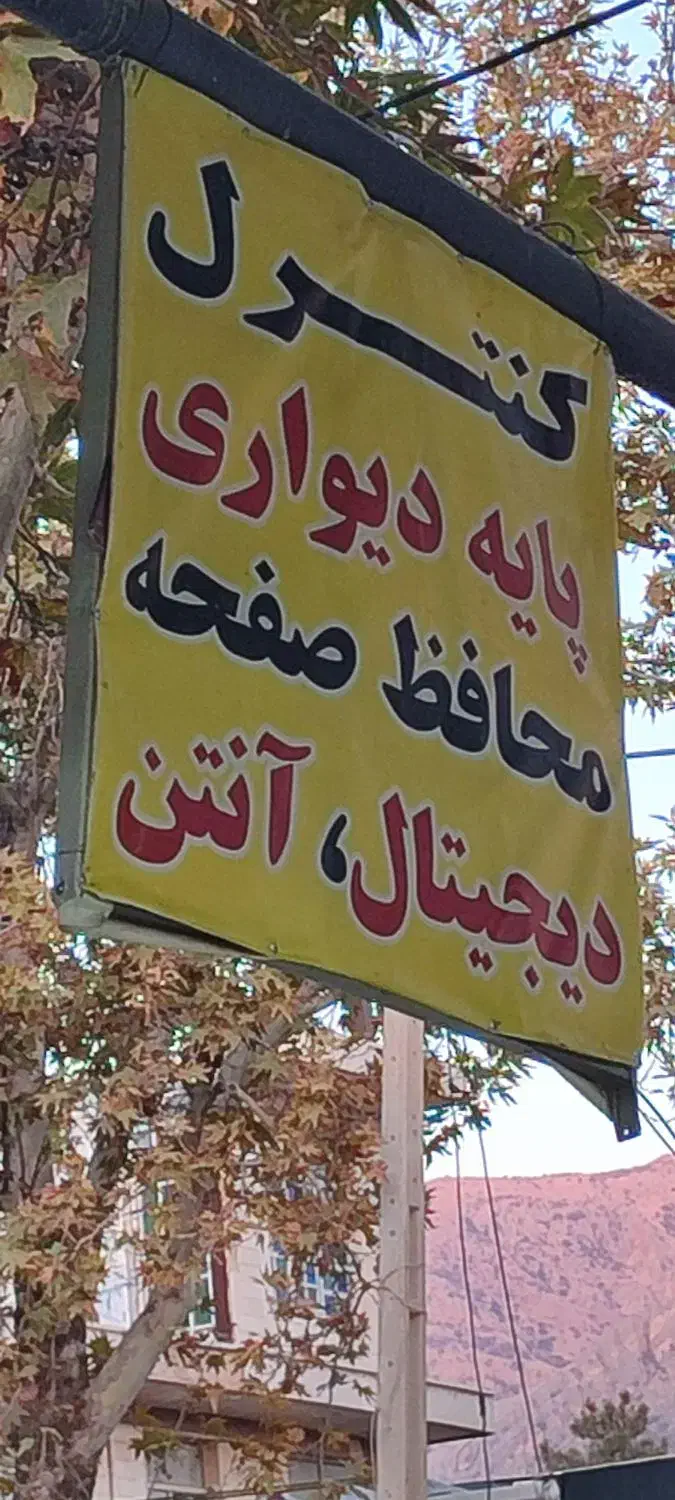 کنترل
پایه دیواری
محافظ صفحه
دیجیتال، آنتن